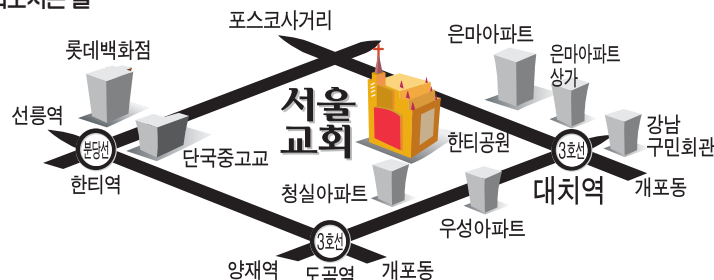 오시는 길
포스코사거리
은마아파트
롯데백화점
은마아파트
상가
선릉역
서울
교회
강남
구민회관
분당선
단국중고교
한티공원
3호선
한티역
청실아파트
대치역
개포동
우성아파트
3호선
양재역
도곡역
개포동